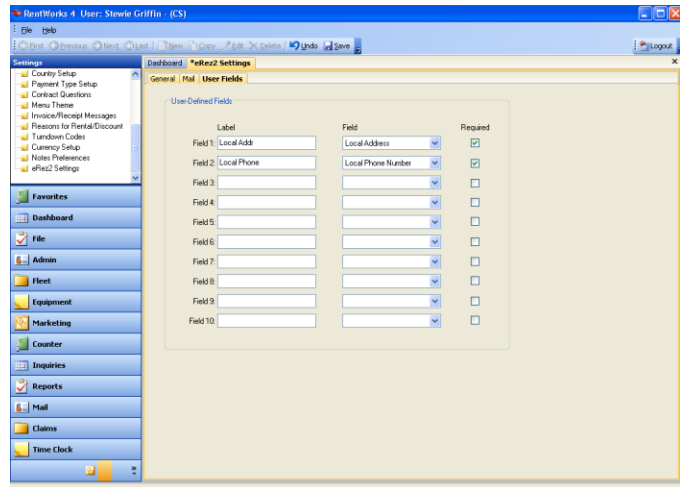 RentWorks 4 User: Stewie Griffin - (CS)
File Help
First Previous Next Last New Copy Edit Delete Undo Save Logout
Settings
Dashboard *eRez2 Settings x
Country Setup
Payment Type Setup
Contract Questions
Menu Theme
Invoice/Receipt Messages
Reasons for Rental/Discount
Turndown Codes
Currency Setup
Notes Preferences
eRez2 Settings
Favorites
Dashboard
File
Admin
Fleet
Equipment
Marketing
Counter
Inquiries
Reports
Mail
Claims
Time Clock
General Mail User Fields
User-Defined Fields
Label Field Required
Field 1: Local Addr Local Address
Field 2: Local Phone Local Phone Number
Field 3:
Field 4:
Field 5:
Field 6:
Field 7:
Field 8:
Field 9:
Field 10: